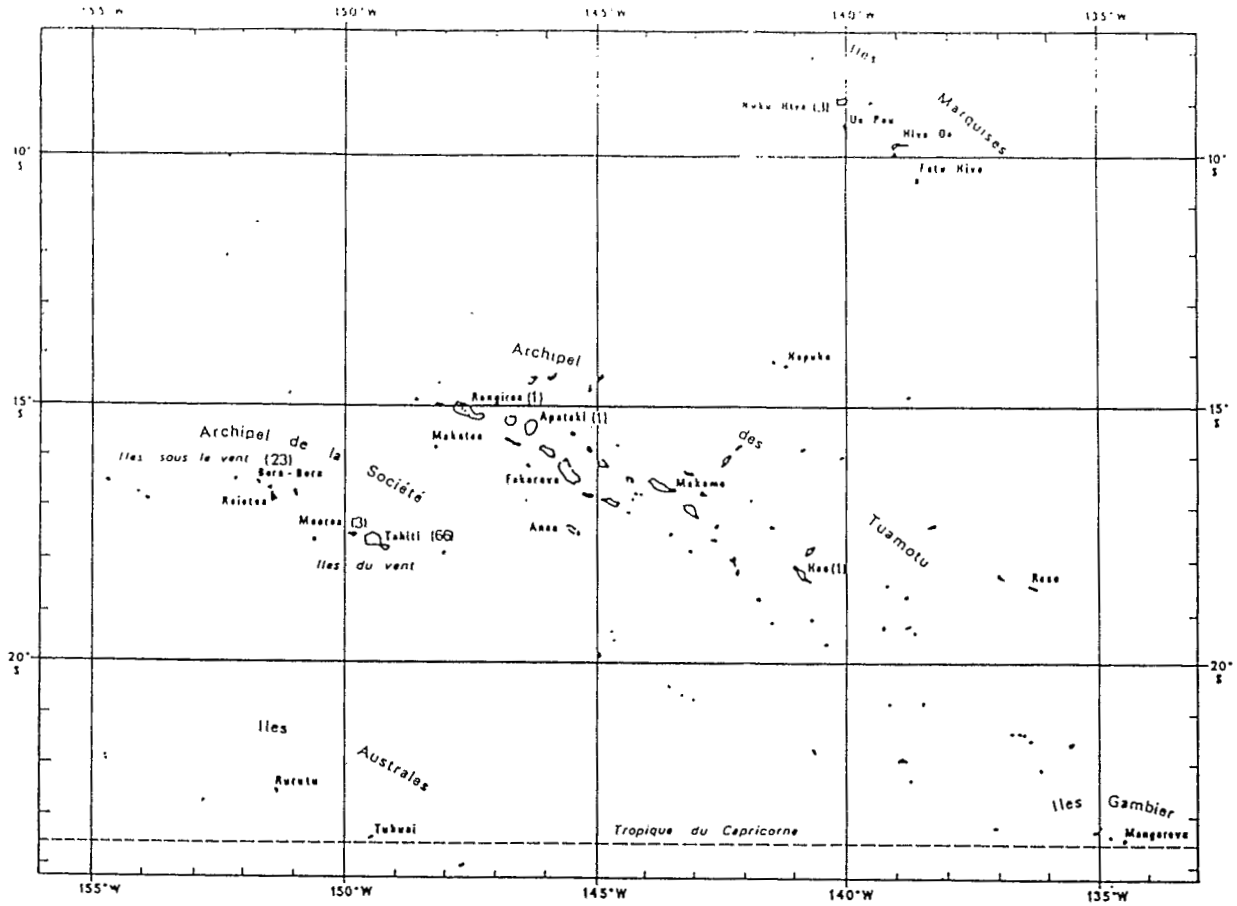 155°W 150°W 145°W 140°W 135°W
Iles
Marquises
Nuku Hiva (3)
Ua Pou
Hiva Oa
10°
S
10°
S
Fatu Hiva
Archipel
Napuka
15°
S
Rangiroa (1)
15°
S
Apataki (1)
Archipel de la
Makatea
des
Iles sous le vent (23)
Bora-Bora
Société
Fakarava
Makemo
Raiatea
Moorea (3)
Tahiti (66)
Anaa
Tuamotu
Iles du vent
Hao (1)
Reao
20°
S
20°
S
Iles
Australes
Rurutu
Iles Gambier
Tubuai
Tropique du Capricorne
Mangareva
155°W 150°W 145°W 140°W 135°W